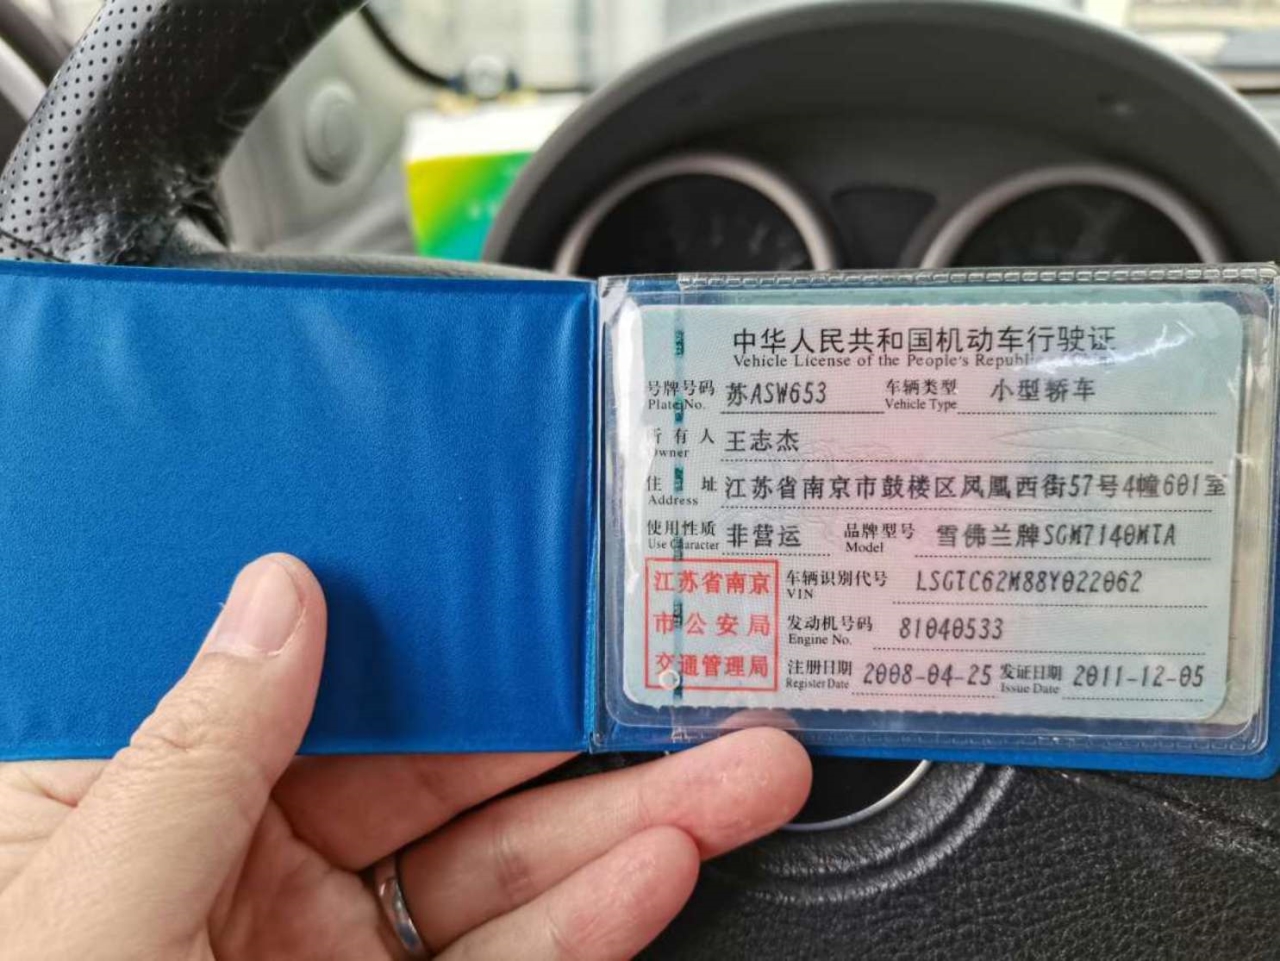 中华人民共和国机动车行驶证
Vehicle License of the People's Republic
号牌号码 苏ASW653 车辆类型 小型轿车
Plate No. Vehicle Type
所有人 王志杰
Owner
住址 江苏省南京市鼓楼区凤凰西街57号4幢601室
Address
使用性质 非营运 品牌型号 雪佛兰牌SGM7140MTA
Use Character Model
江苏省南京
市公安局
交通管理局
车辆识别代号 LSGTC62M88Y022062
VIN
发动机号码 81040533
Engine No.
注册日期 2008-04-25 发证日期 2011-12-05
Register Date Issue Date